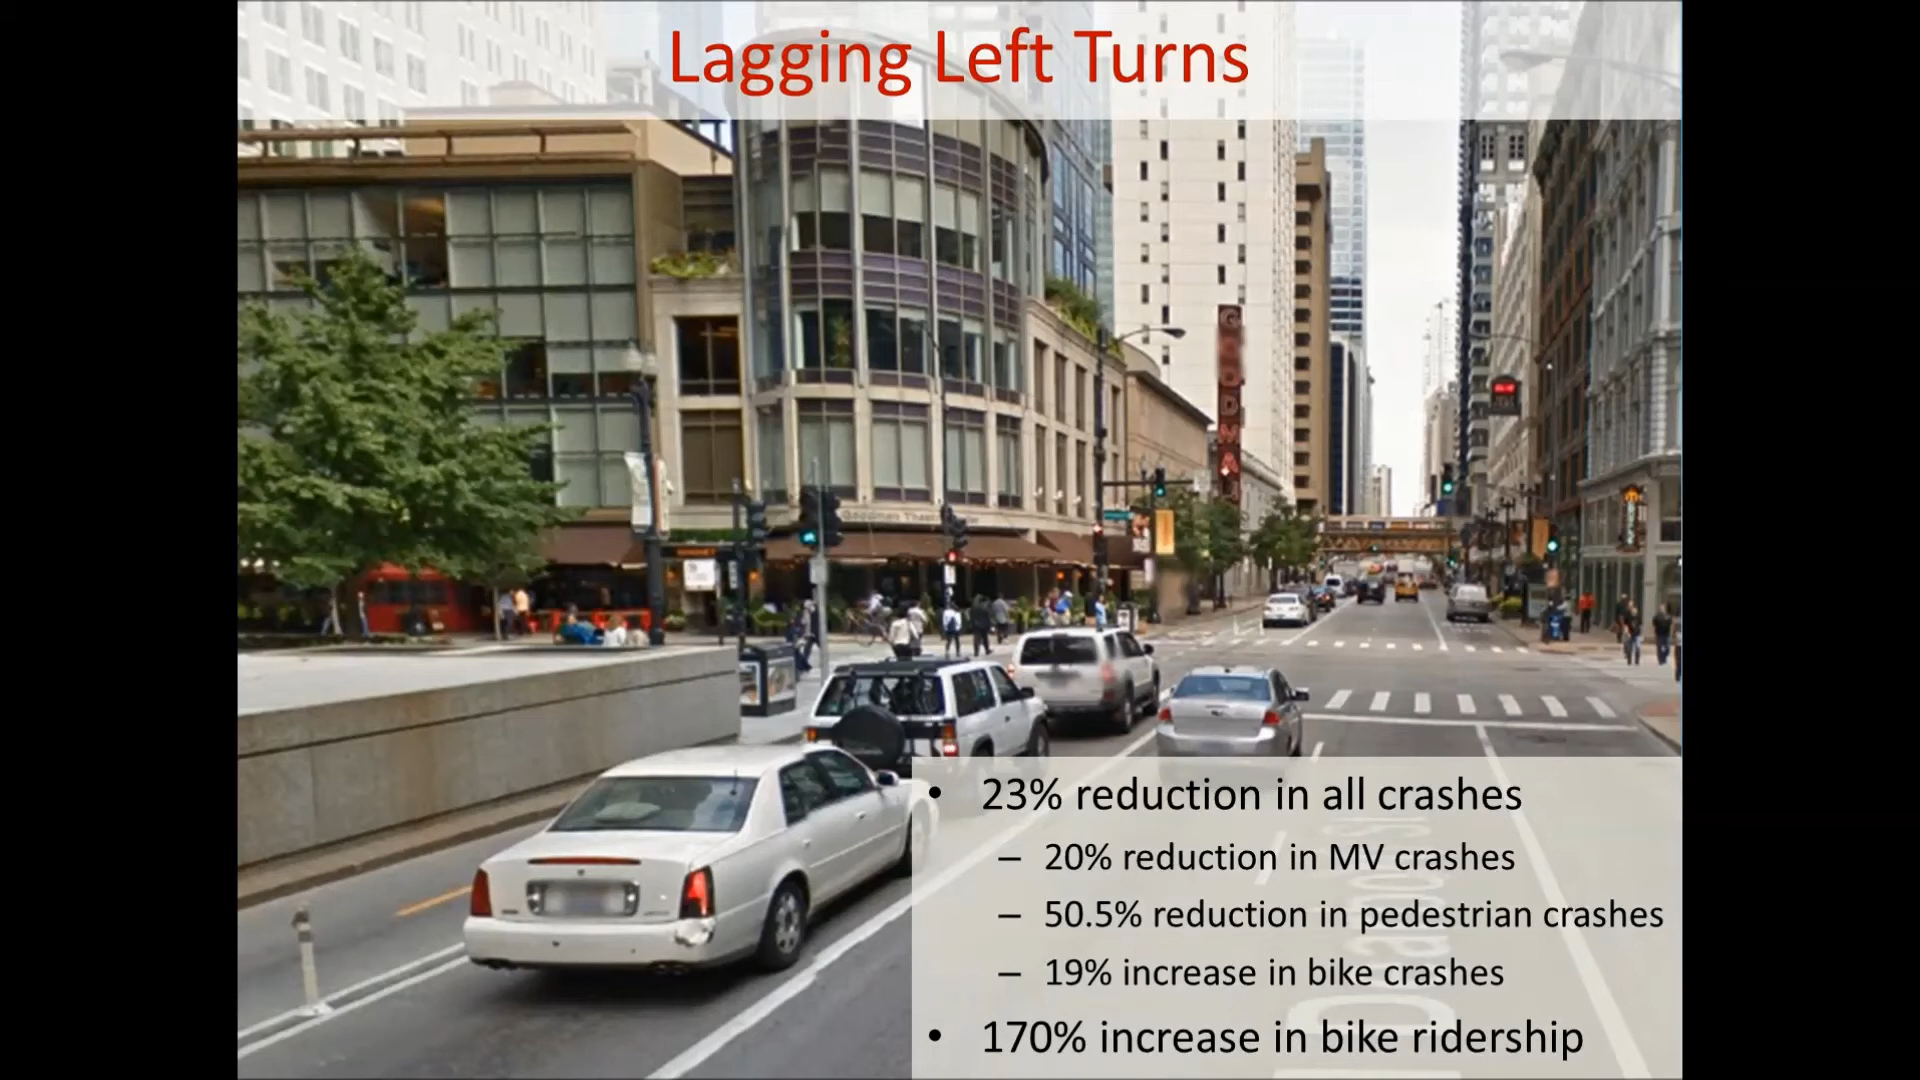 Lagging Left Turns
• 23% reduction in all crashes
– 20% reduction in MV crashes
– 50.5% reduction in pedestrian crashes
– 19% increase in bike crashes
• 170% increase in bike ridership